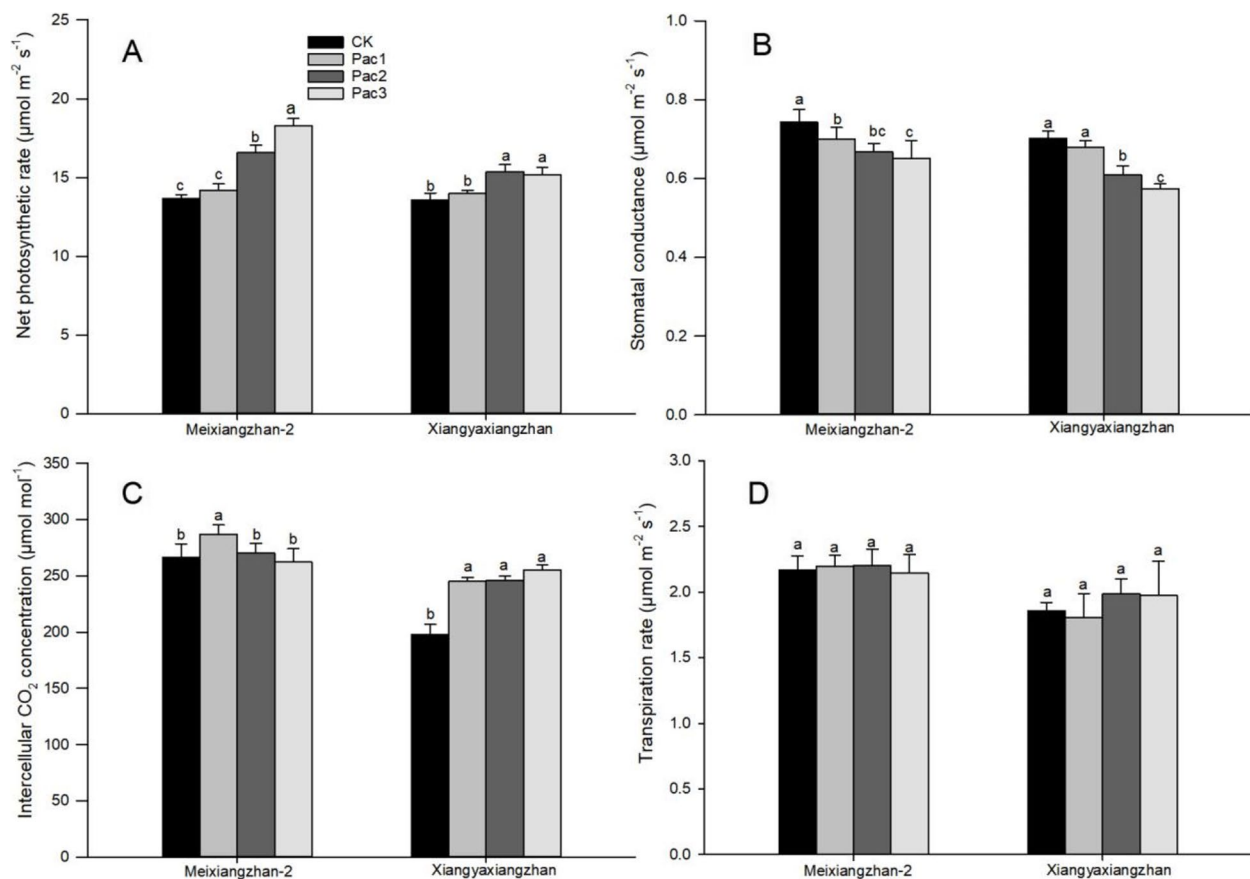 A
CK
Pac1
Pac2
Pac3
Net photosynthetic rate (µmol m⁻² s⁻¹)
25
20
15
10
5
0
c c b a
b b a a
Meixiangzhan-2 Xiangyaxiangzhan
B
Stomatal conductance (µmol m⁻² s⁻¹)
1.0
0.8
0.6
0.4
0.2
0.0
a b bc c
a a b c
Meixiangzhan-2 Xiangyaxiangzhan
C
Intercellular CO₂ concentration (µmol mol⁻¹)
350
300
250
200
150
100
50
0
b a b b
b a a a
Meixiangzhan-2 Xiangyaxiangzhan
D
Transpiration rate (µmol m⁻² s⁻¹)
3.0
2.5
2.0
1.5
1.0
0.5
0.0
a a a a
a a a a
Meixiangzhan-2 Xiangyaxiangzhan